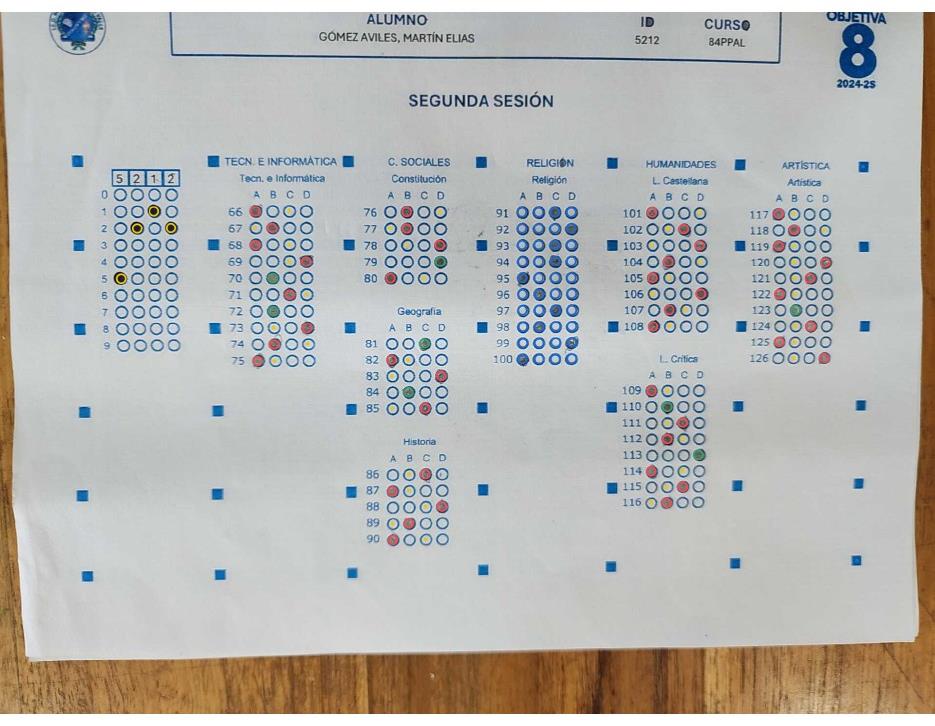 ALUMNO
GÓMEZ AVILES, MARTÍN ELIAS
ID
5212
CURSO
84PPAL
OBJETIVA
8
2024-2S
SEGUNDA SESIÓN
5 2 1 2
0
1
2
3
4
5
6
7
8
9
TECN. E INFORMÁTICA
Tecn. e Informática
A B C D
66
67
68
69
70
71
72
73
74
75
C. SOCIALES
Constitución
A B C D
76
77
78
79
80
Geografía
A B C D
81
82
83
84
85
Historia
A B C D
86
87
88
89
90
RELIGIÓN
Religión
A B C D
91
92
93
94
95
96
97
98
99
100
HUMANIDADES
L. Castellana
A B C D
101
102
103
104
105
106
107
108
L. Crítica
A B C D
109
110
111
112
113
114
115
116
ARTÍSTICA
Artística
A B C D
117
118
119
120
121
122
123
124
125
126